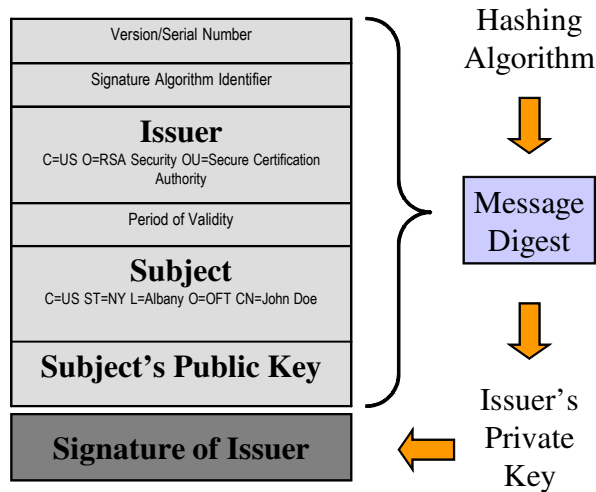 Version/Serial Number
Signature Algorithm Identifier
Issuer
C=US O=RSA Security OU=Secure Certification
Authority
Period of Validity
Subject
C=US ST=NY L=Albany O=OFT CN=John Doe
Subject's Public Key
Signature of Issuer
Hashing
Algorithm
Message
Digest
Issuer's
Private
Key